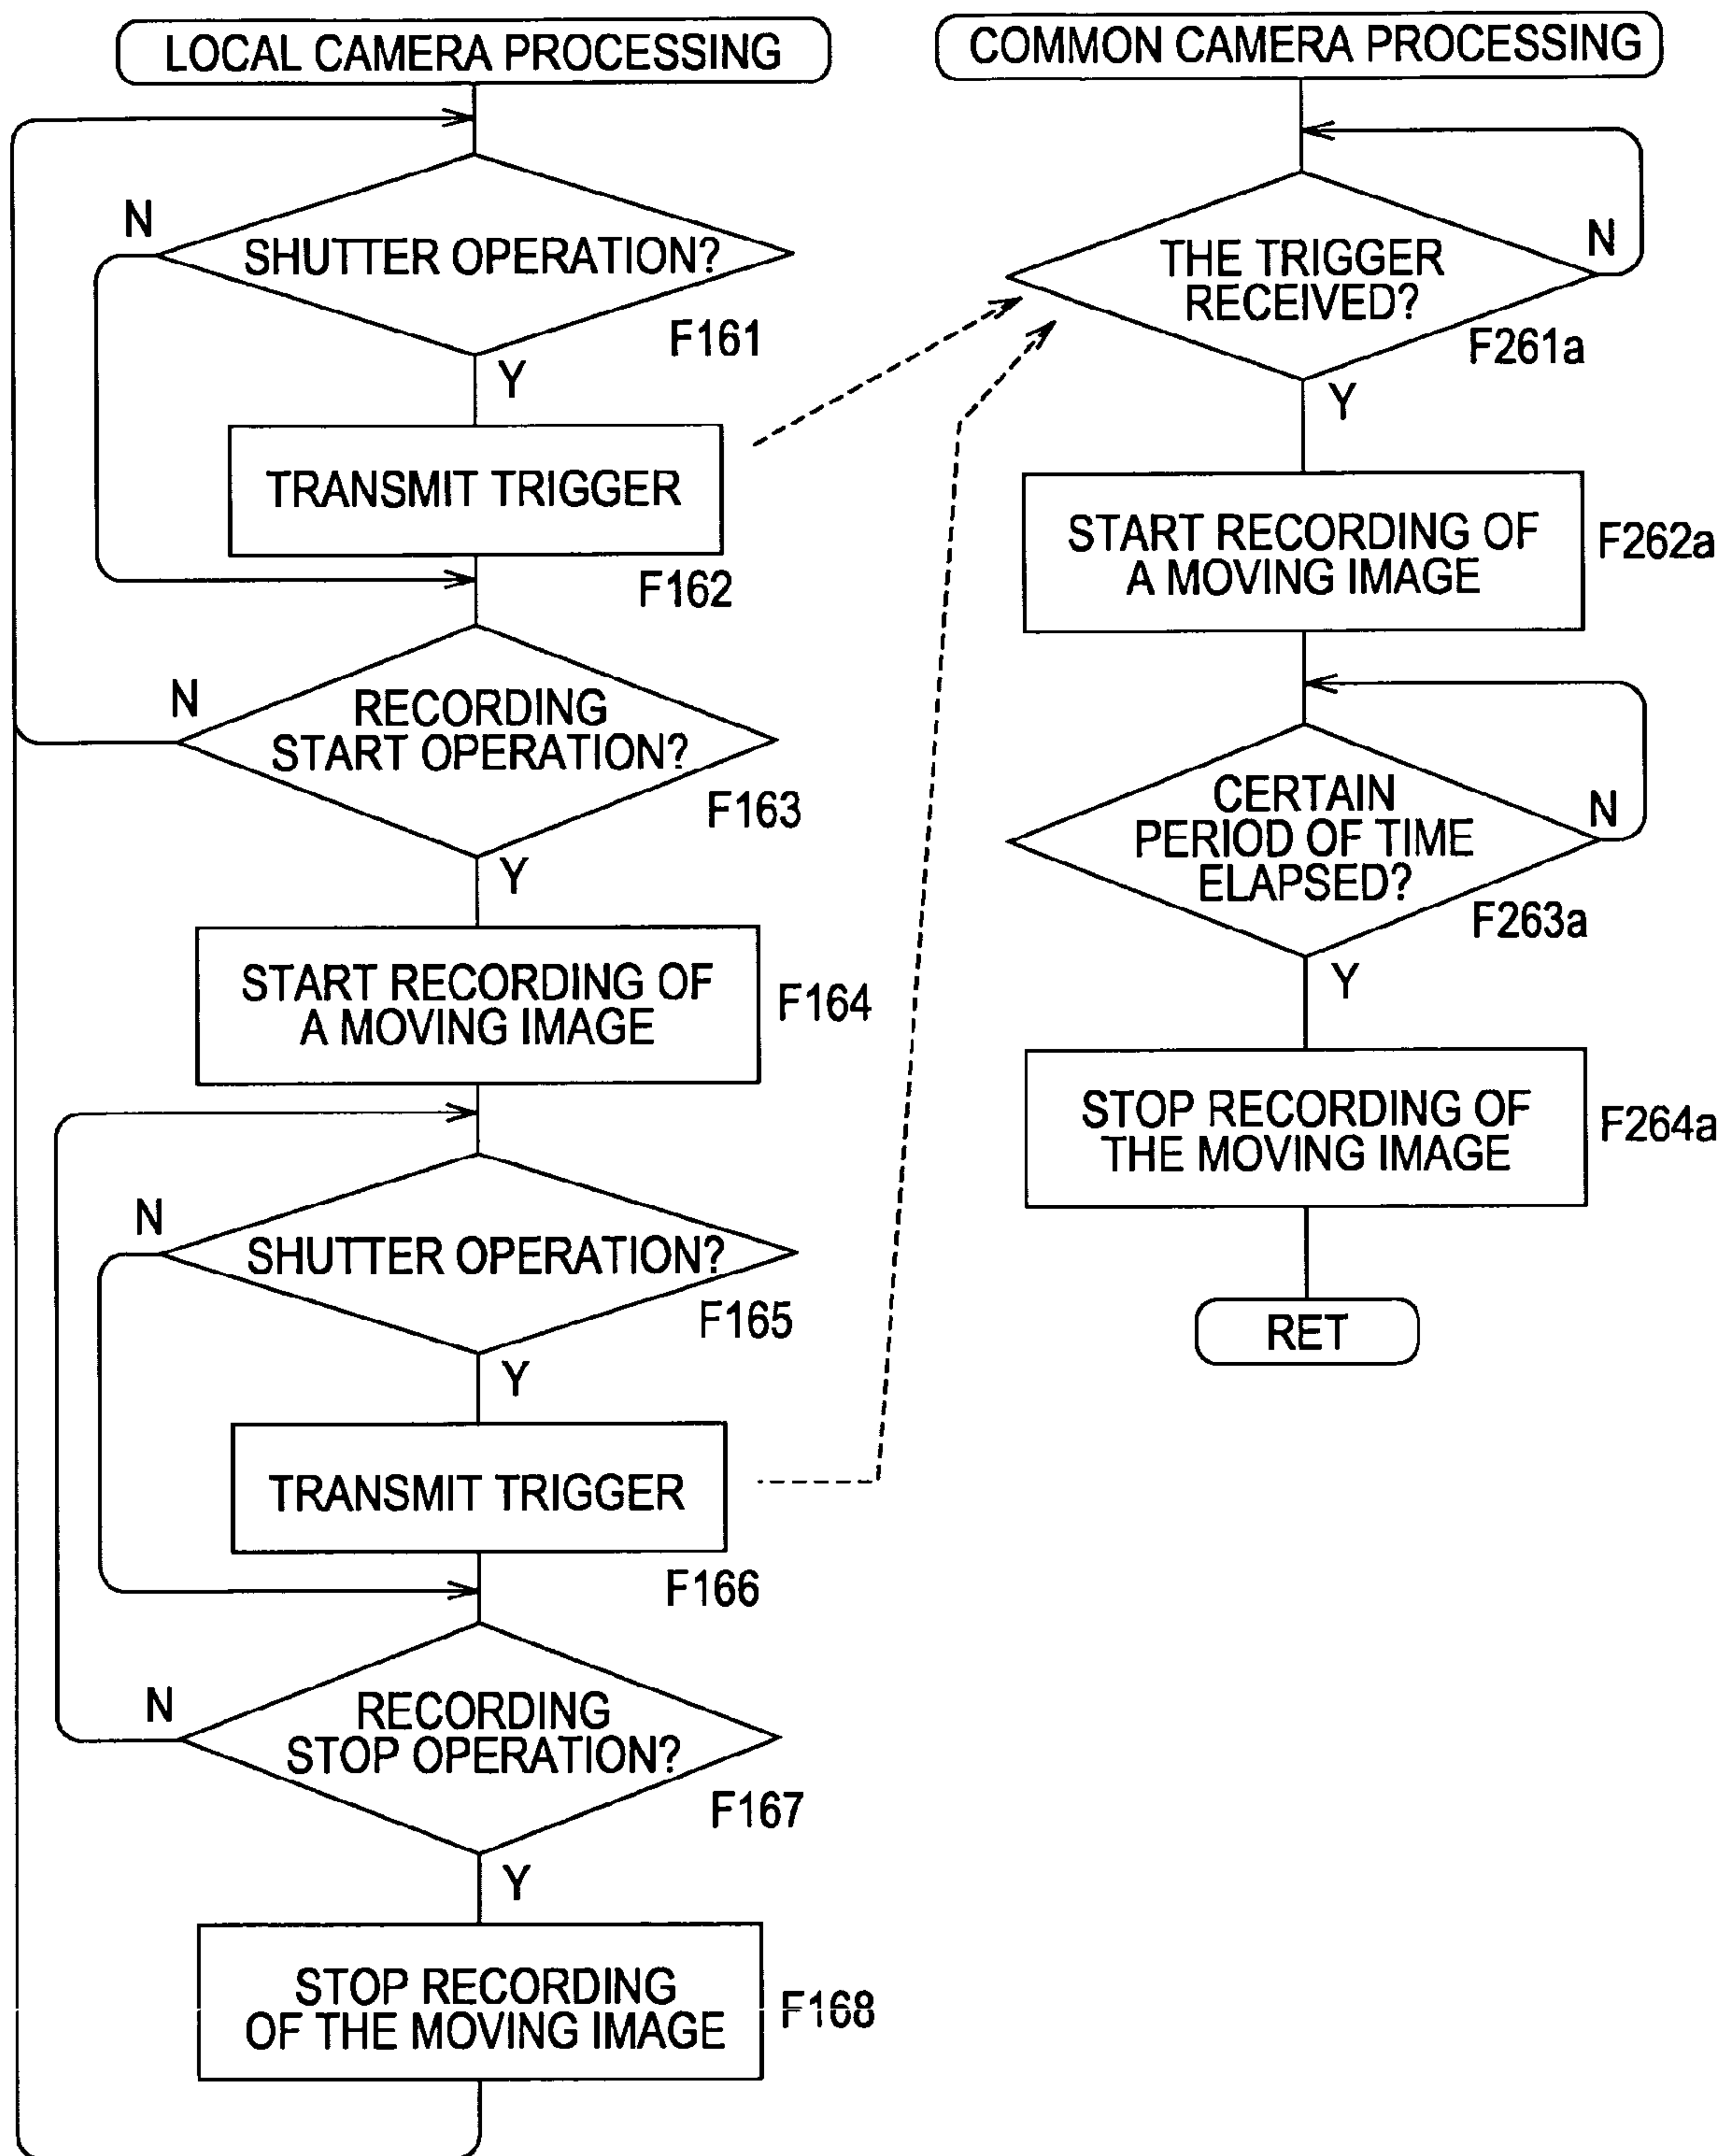 LOCAL CAMERA PROCESSING
N
SHUTTER OPERATION?
F161
Y
TRANSMIT TRIGGER
F162
N
RECORDING
START OPERATION?
F163
Y
START RECORDING OF
A MOVING IMAGE
F164
N
SHUTTER OPERATION?
F165
Y
TRANSMIT TRIGGER
F166
N
RECORDING
STOP OPERATION?
F167
Y
STOP RECORDING
OF THE MOVING IMAGE
F168
COMMON CAMERA PROCESSING
THE TRIGGER
RECEIVED?
N
F261a
Y
START RECORDING OF
A MOVING IMAGE
F262a
CERTAIN
PERIOD OF TIME
ELAPSED?
N
F263a
Y
STOP RECORDING OF
THE MOVING IMAGE
F264a
RET